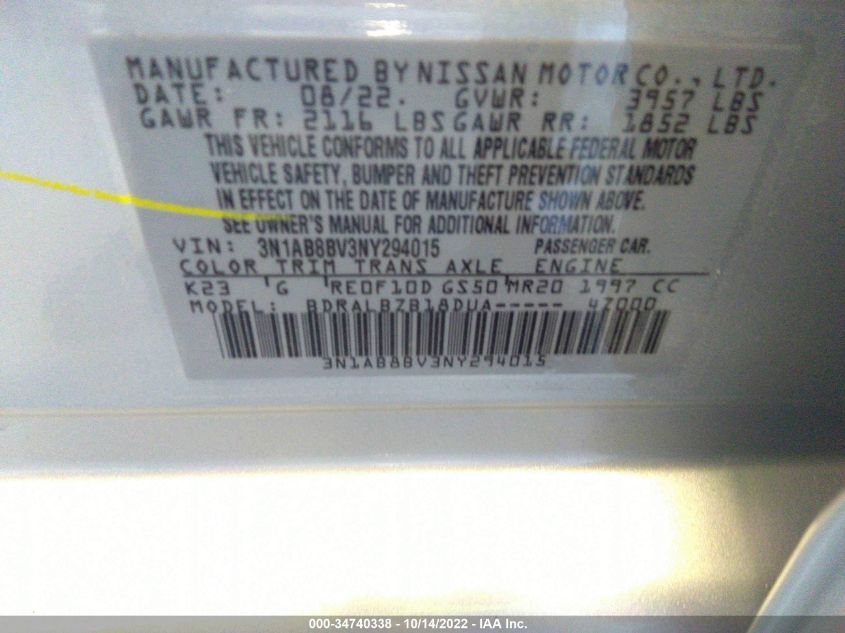 MANUFACTURED BY NISSAN MOTOR CO., LTD.
DATE: 08/22. GVWR: 3957 LBS
GAWR FR: 2116 LBS GAWR RR: 1852 LBS
THIS VEHICLE CONFORMS TO ALL APPLICABLE FEDERAL MOTOR
VEHICLE SAFETY, BUMPER AND THEFT PREVENTION STANDARDS
IN EFFECT ON THE DATE OF MANUFACTURE SHOWN ABOVE.
SEE OWNER'S MANUAL FOR ADDITIONAL INFORMATION.
VIN: 3N1AB8BV3NY294015 PASSENGER CAR.
COLOR TRIM TRANS AXLE ENGINE
K23 'G 'RE0F10D GS50'MR20 1997 CC
MODEL: BDRALBZB18DUA----- 4Z000
3N1AB8BV3NY294015
000-34740338 - 10/14/2022 - IAA Inc.